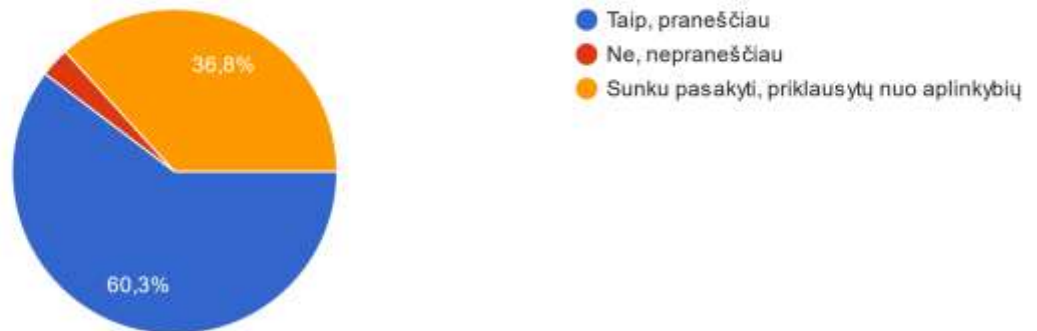 Taip, praneščiau
Ne, nepraneščiau
Sunku pasakyti, priklausytų nuo aplinkybių
36,8%
60,3%